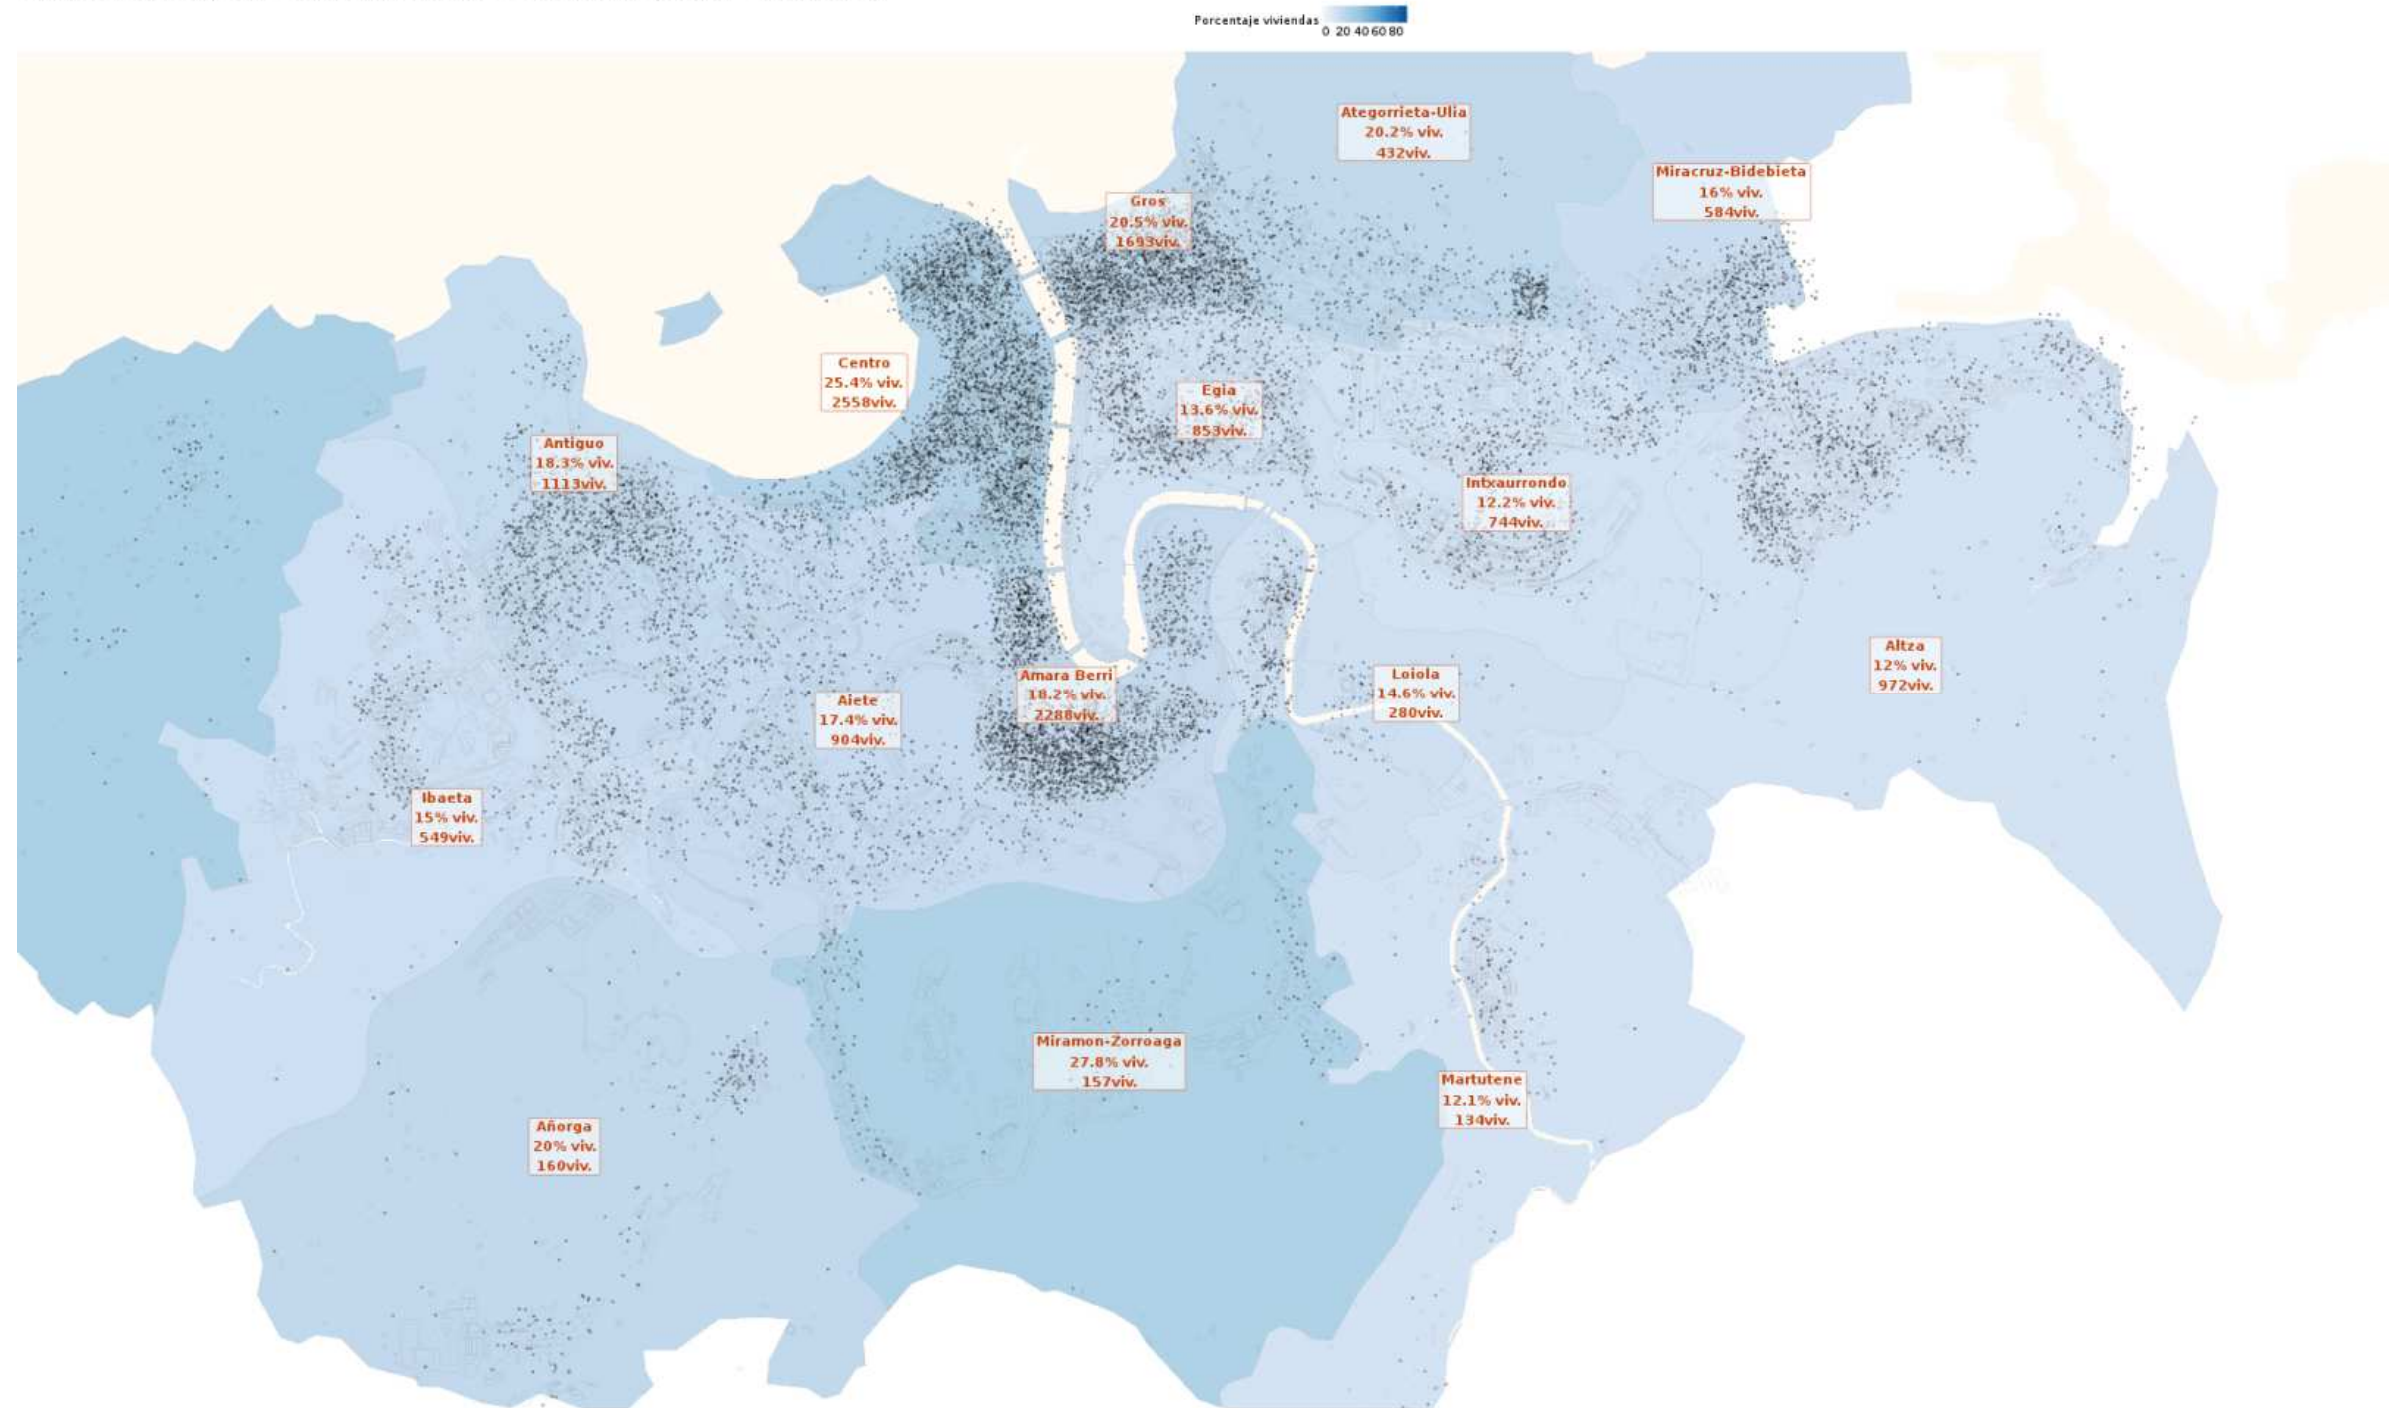 Porcentaje viviendas
0 20 40 60 80
Ategorrieta-Ulia
20.2% viv.
432viv.
Miracruz-Bidebieta
16% viv.
584viv.
Gros
20.5% viv.
1693viv.
Centro
25.4% viv.
2558viv.
Egia
13.6% viv.
853viv.
Antiguo
18.3% viv.
1113viv.
Intxaurrondo
12.2% viv.
744viv.
Altza
12% viv.
972viv.
Amara Berri
18.2% viv.
2288viv.
Loiola
14.6% viv.
280viv.
Aiete
17.4% viv.
904viv.
Ibaeta
15% viv.
549viv.
Miramon-Zorroaga
27.8% viv.
157viv.
Martutene
12.1% viv.
134viv.
Añorga
20% viv.
160viv.